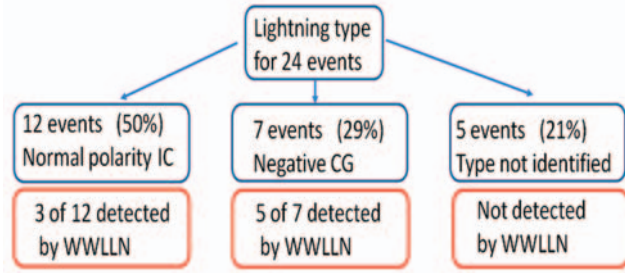 Lightning type
for 24 events
12 events (50%)
Normal polarity IC
7 events (29%)
Negative CG
5 events (21%)
Type not identified
3 of 12 detected
by WWLLN
5 of 7 detected
by WWLLN
Not detected
by WWLLN